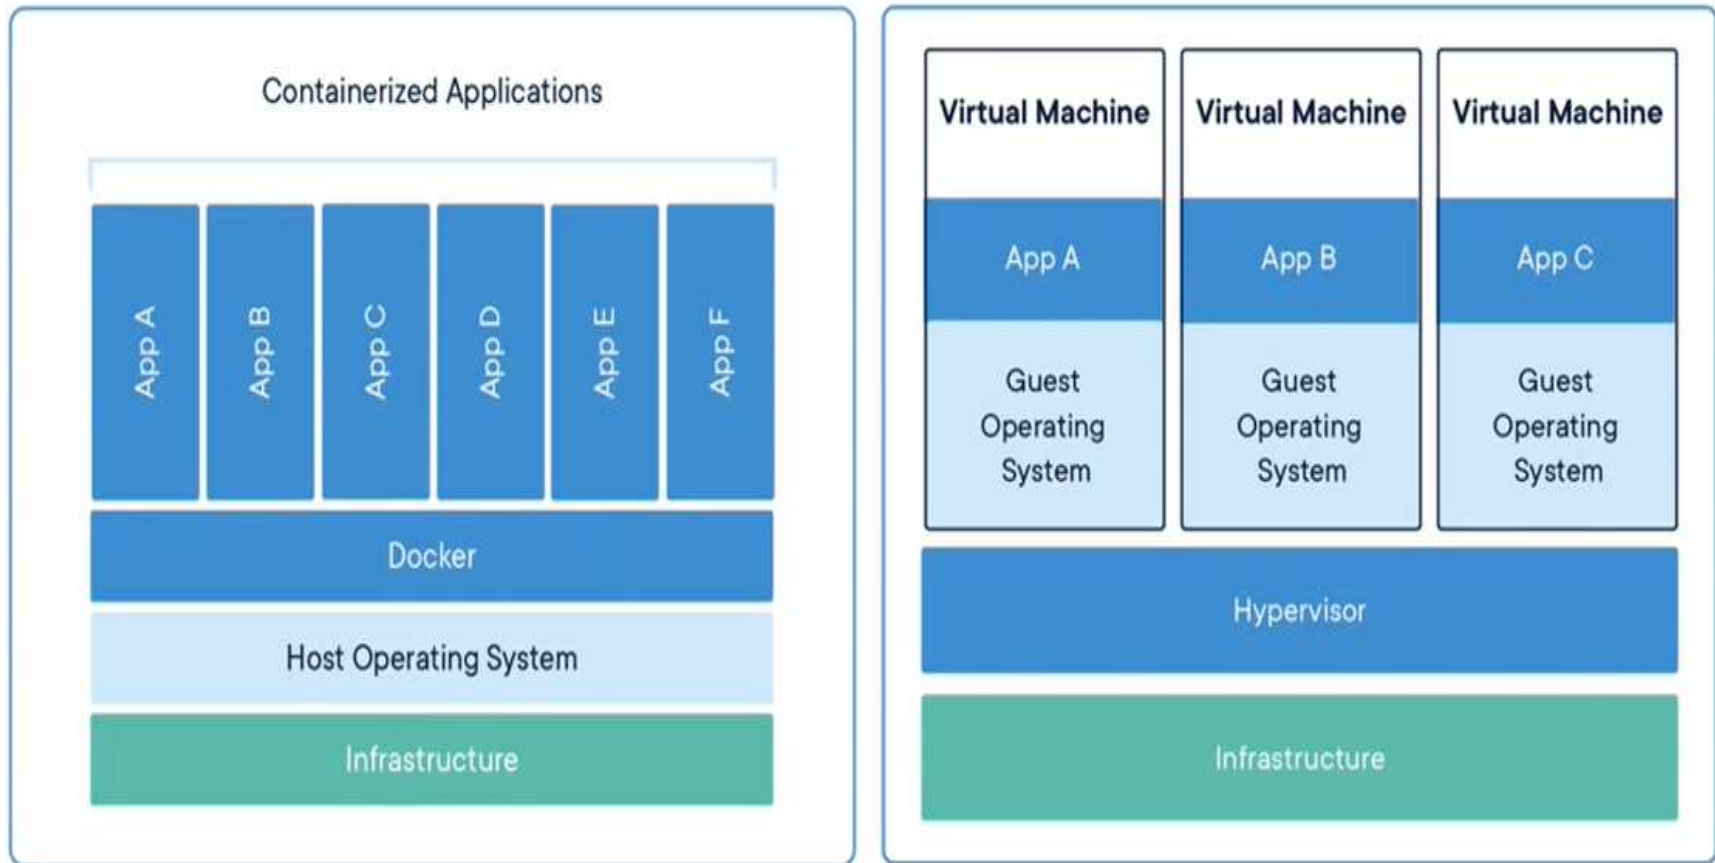 Containerized Applications
App A
App B
App C
App D
App E
App F
Docker
Host Operating System
Infrastructure
Virtual Machine
App A
Guest
Operating
System
Virtual Machine
App B
Guest
Operating
System
Virtual Machine
App C
Guest
Operating
System
Hypervisor
Infrastructure